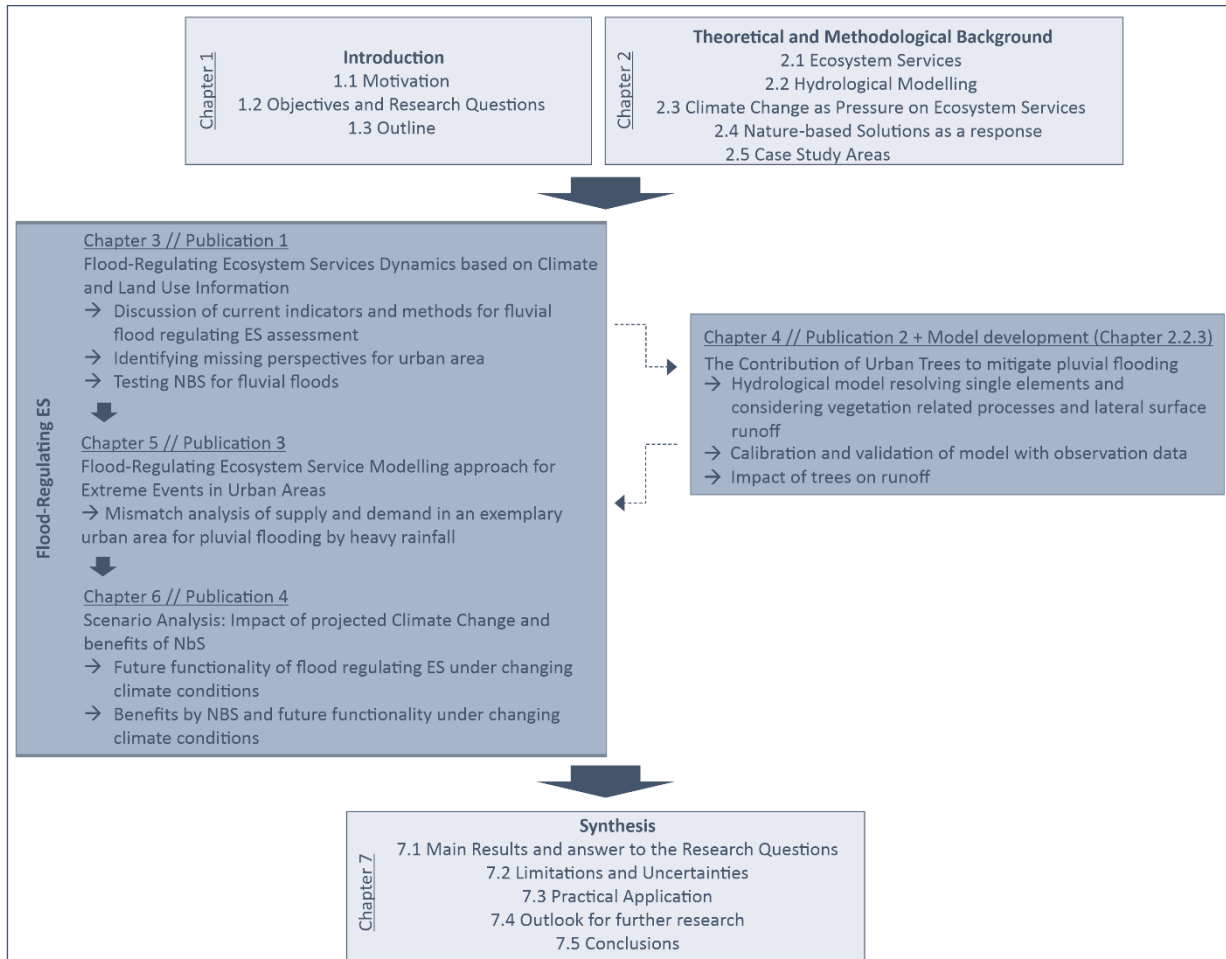 Chapter 1
Introduction
1.1 Motivation
1.2 Objectives and Research Questions
1.3 Outline
Chapter 2
Theoretical and Methodological Background
2.1 Ecosystem Services
2.2 Hydrological Modelling
2.3 Climate Change as Pressure on Ecosystem Services
2.4 Nature-based Solutions as a response
2.5 Case Study Areas
Flood-Regulating ES
Chapter 3 // Publication 1
Flood-Regulating Ecosystem Services Dynamics based on Climate
and Land Use Information
→ Discussion of current indicators and methods for fluvial
flood regulating ES assessment
→ Identifying missing perspectives for urban area
→ Testing NBS for fluvial floods
Chapter 4 // Publication 2 + Model development (Chapter 2.2.3)
The Contribution of Urban Trees to mitigate pluvial flooding
→ Hydrological model resolving single elements and
considering vegetation related processes and lateral surface
runoff
→ Calibration and validation of model with observation data
→ Impact of trees on runoff
Chapter 5 // Publication 3
Flood-Regulating Ecosystem Service Modelling approach for
Extreme Events in Urban Areas
→ Mismatch analysis of supply and demand in an exemplary
urban area for pluvial flooding by heavy rainfall
Chapter 6 // Publication 4
Scenario Analysis: Impact of projected Climate Change and
benefits of NbS
→ Future functionality of flood regulating ES under changing
climate conditions
→ Benefits by NBS and future functionality under changing
climate conditions
Chapter 7
Synthesis
7.1 Main Results and answer to the Research Questions
7.2 Limitations and Uncertainties
7.3 Practical Application
7.4 Outlook for further research
7.5 Conclusions